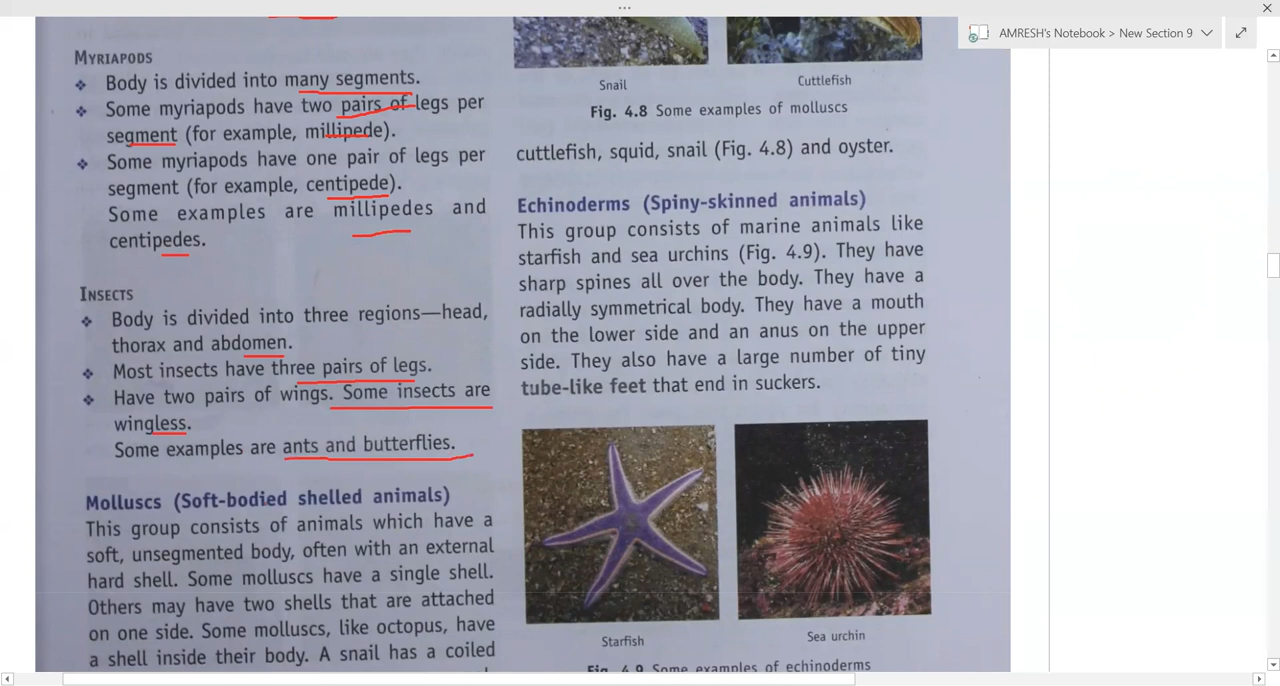 AMRESH's Notebook > New Section 9
MYRIAPODS
❖ Body is divided into many segments.
❖ Some myriapods have two pairs of legs per
segment (for example, millipede).
❖ Some myriapods have one pair of legs per
segment (for example, centipede).
Some examples are millipedes and
centipedes.
INSECTS
❖ Body is divided into three regions—head,
thorax and abdomen.
❖ Most insects have three pairs of legs.
❖ Have two pairs of wings. Some insects are
wingless.
Some examples are ants and butterflies.
Molluscs (Soft-bodied shelled animals)
This group consists of animals which have a
soft, unsegmented body, often with an external
hard shell. Some molluscs have a single shell.
Others may have two shells that are attached
on one side. Some molluscs, like octopus, have
a shell inside their body. A snail has a coiled
Snail
Cuttlefish
Fig. 4.8 Some examples of molluscs
cuttlefish, squid, snail (Fig. 4.8) and oyster.
Echinoderms (Spiny-skinned animals)
This group consists of marine animals like
starfish and sea urchins (Fig. 4.9). They have
sharp spines all over the body. They have a
radially symmetrical body. They have a mouth
on the lower side and an anus on the upper
side. They also have a large number of tiny
tube-like feet that end in suckers.
Starfish
Sea urchin
Fig. 4.9 Some examples of echinoderms